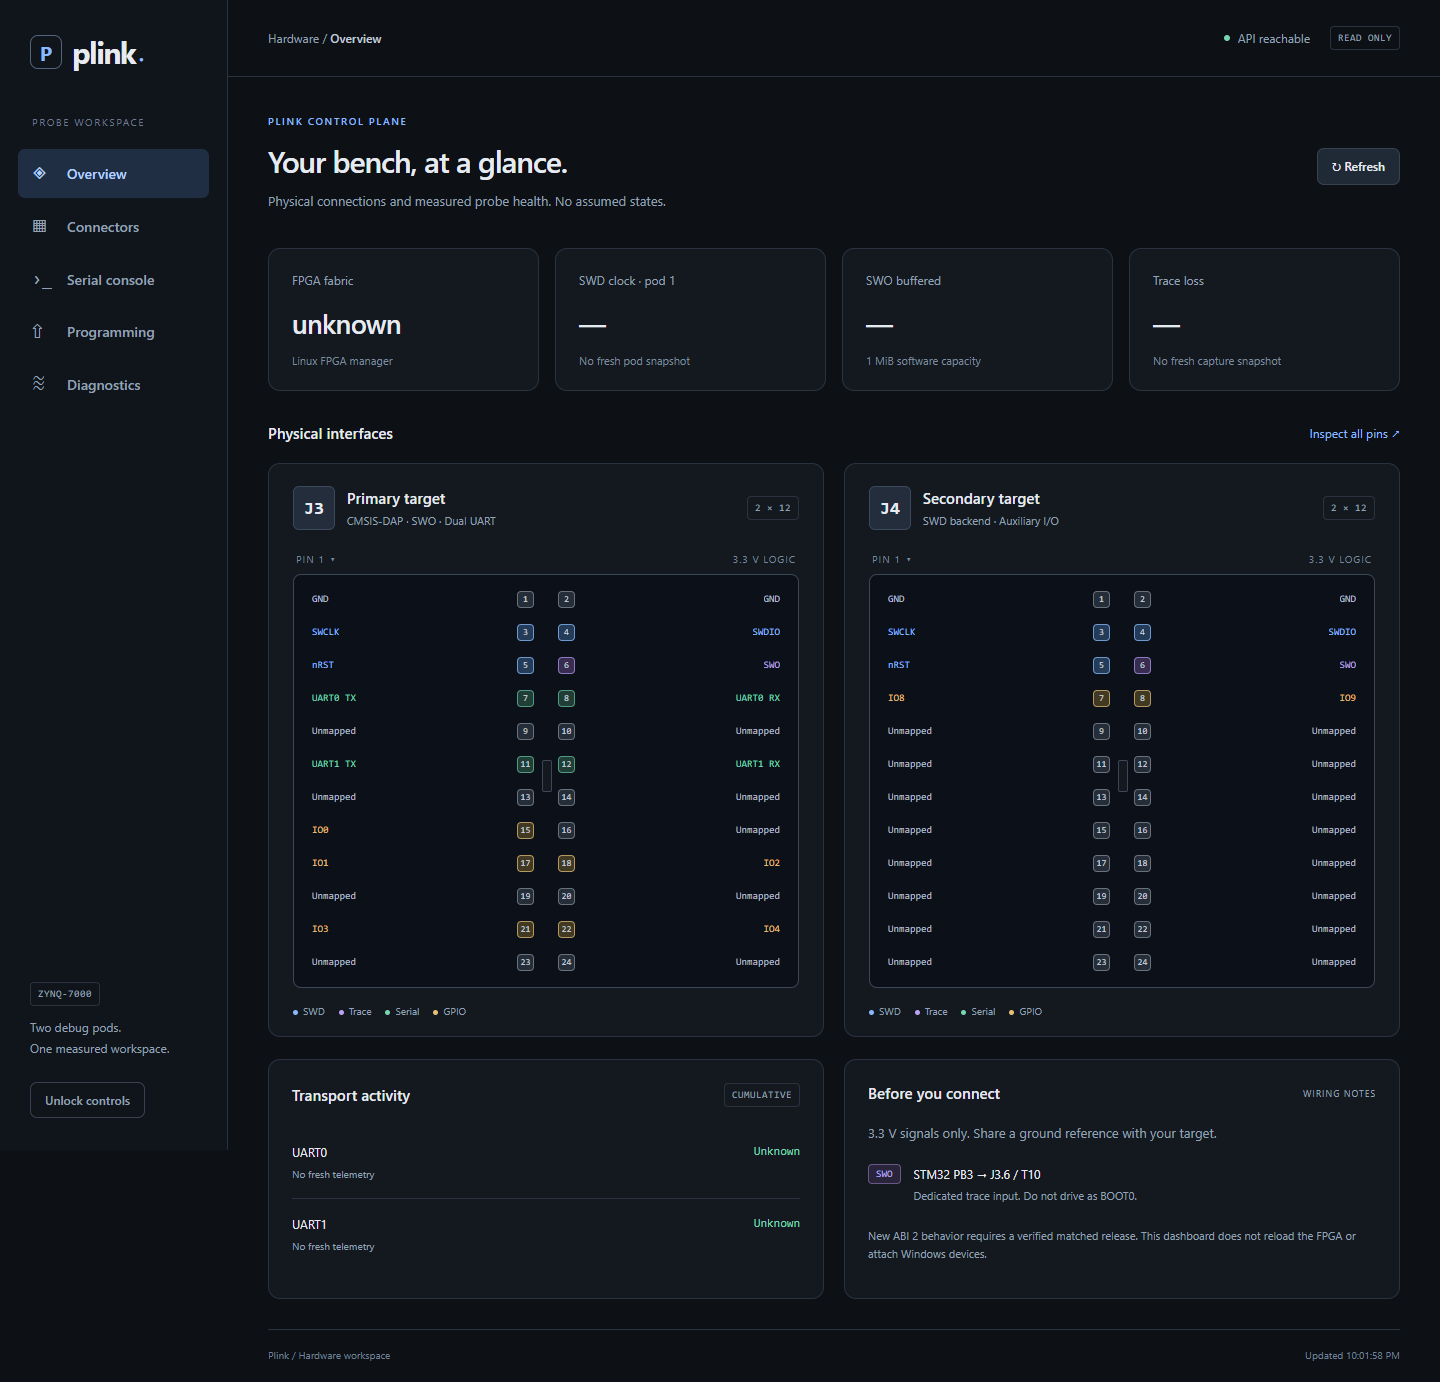 P plink.
Hardware / Overview
API reachable
READ ONLY
PROBE WORKSPACE
Overview
Connectors
Serial console
Programming
Diagnostics
ZYNQ-7000
Two debug pods.
One measured workspace.
Unlock controls
PLINK CONTROL PLANE
Your bench, at a glance.
Physical connections and measured probe health. No assumed states.
↻ Refresh
FPGA fabric
unknown
Linux FPGA manager
SWD clock · pod 1
—
No fresh pod snapshot
SWO buffered
—
1 MiB software capacity
Trace loss
—
No fresh capture snapshot
Physical interfaces
Inspect all pins ↗
J3
Primary target
CMSIS-DAP · SWO · Dual UART
2 × 12
PIN 1 ▾
3.3 V LOGIC
GND 1 2 GND
SWCLK 3 4 SWDIO
nRST 5 6 SWO
UART0 TX 7 8 UART0 RX
Unmapped 9 10 Unmapped
UART1 TX 11 12 UART1 RX
Unmapped 13 14 Unmapped
IO0 15 16 Unmapped
IO1 17 18 IO2
Unmapped 19 20 Unmapped
IO3 21 22 IO4
Unmapped 23 24 Unmapped
SWD Trace Serial GPIO
J4
Secondary target
SWD backend · Auxiliary I/O
2 × 12
PIN 1 ▾
3.3 V LOGIC
GND 1 2 GND
SWCLK 3 4 SWDIO
nRST 5 6 SWO
IO8 7 8 IO9
Unmapped 9 10 Unmapped
Unmapped 11 12 Unmapped
Unmapped 13 14 Unmapped
Unmapped 15 16 Unmapped
Unmapped 17 18 Unmapped
Unmapped 19 20 Unmapped
Unmapped 21 22 Unmapped
Unmapped 23 24 Unmapped
SWD Trace Serial GPIO
Transport activity
CUMULATIVE
UART0
Unknown
No fresh telemetry
UART1
Unknown
No fresh telemetry
Before you connect
WIRING NOTES
3.3 V signals only. Share a ground reference with your target.
SWO
STM32 PB3 → J3.6 / T10
Dedicated trace input. Do not drive as BOOT0.
New ABI 2 behavior requires a verified matched release. This dashboard does not reload the FPGA or
attach Windows devices.
Plink / Hardware workspace
Updated 10:01:58 PM